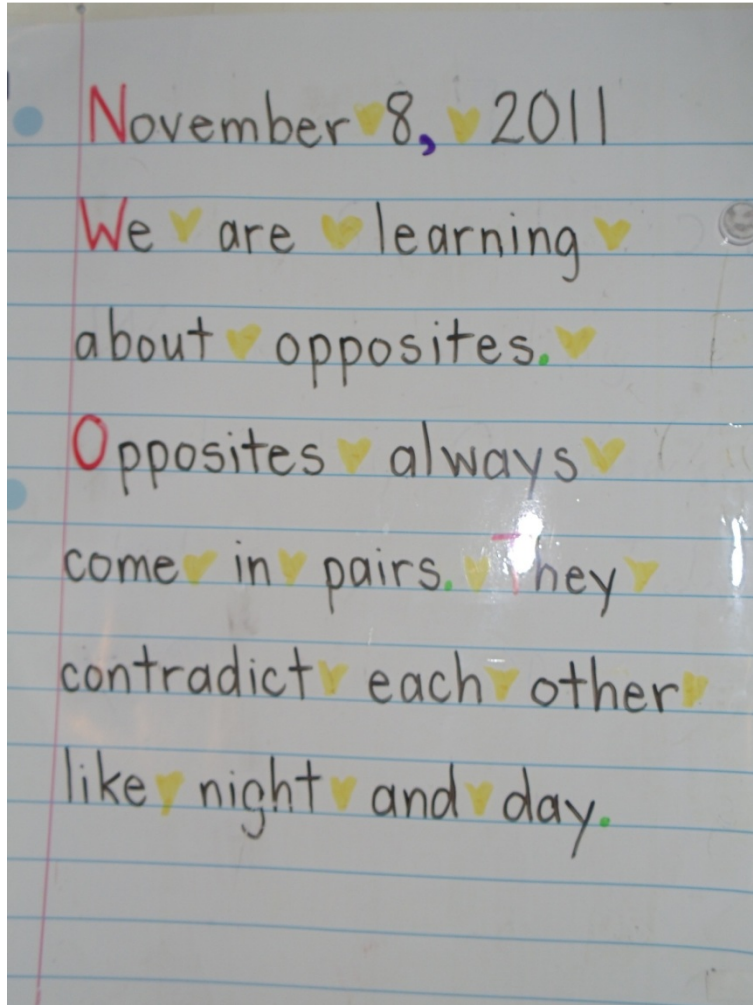 November 8, 2011
We are learning
about opposites.
Opposites always
come in pairs. They
contradict each other
like night and day.